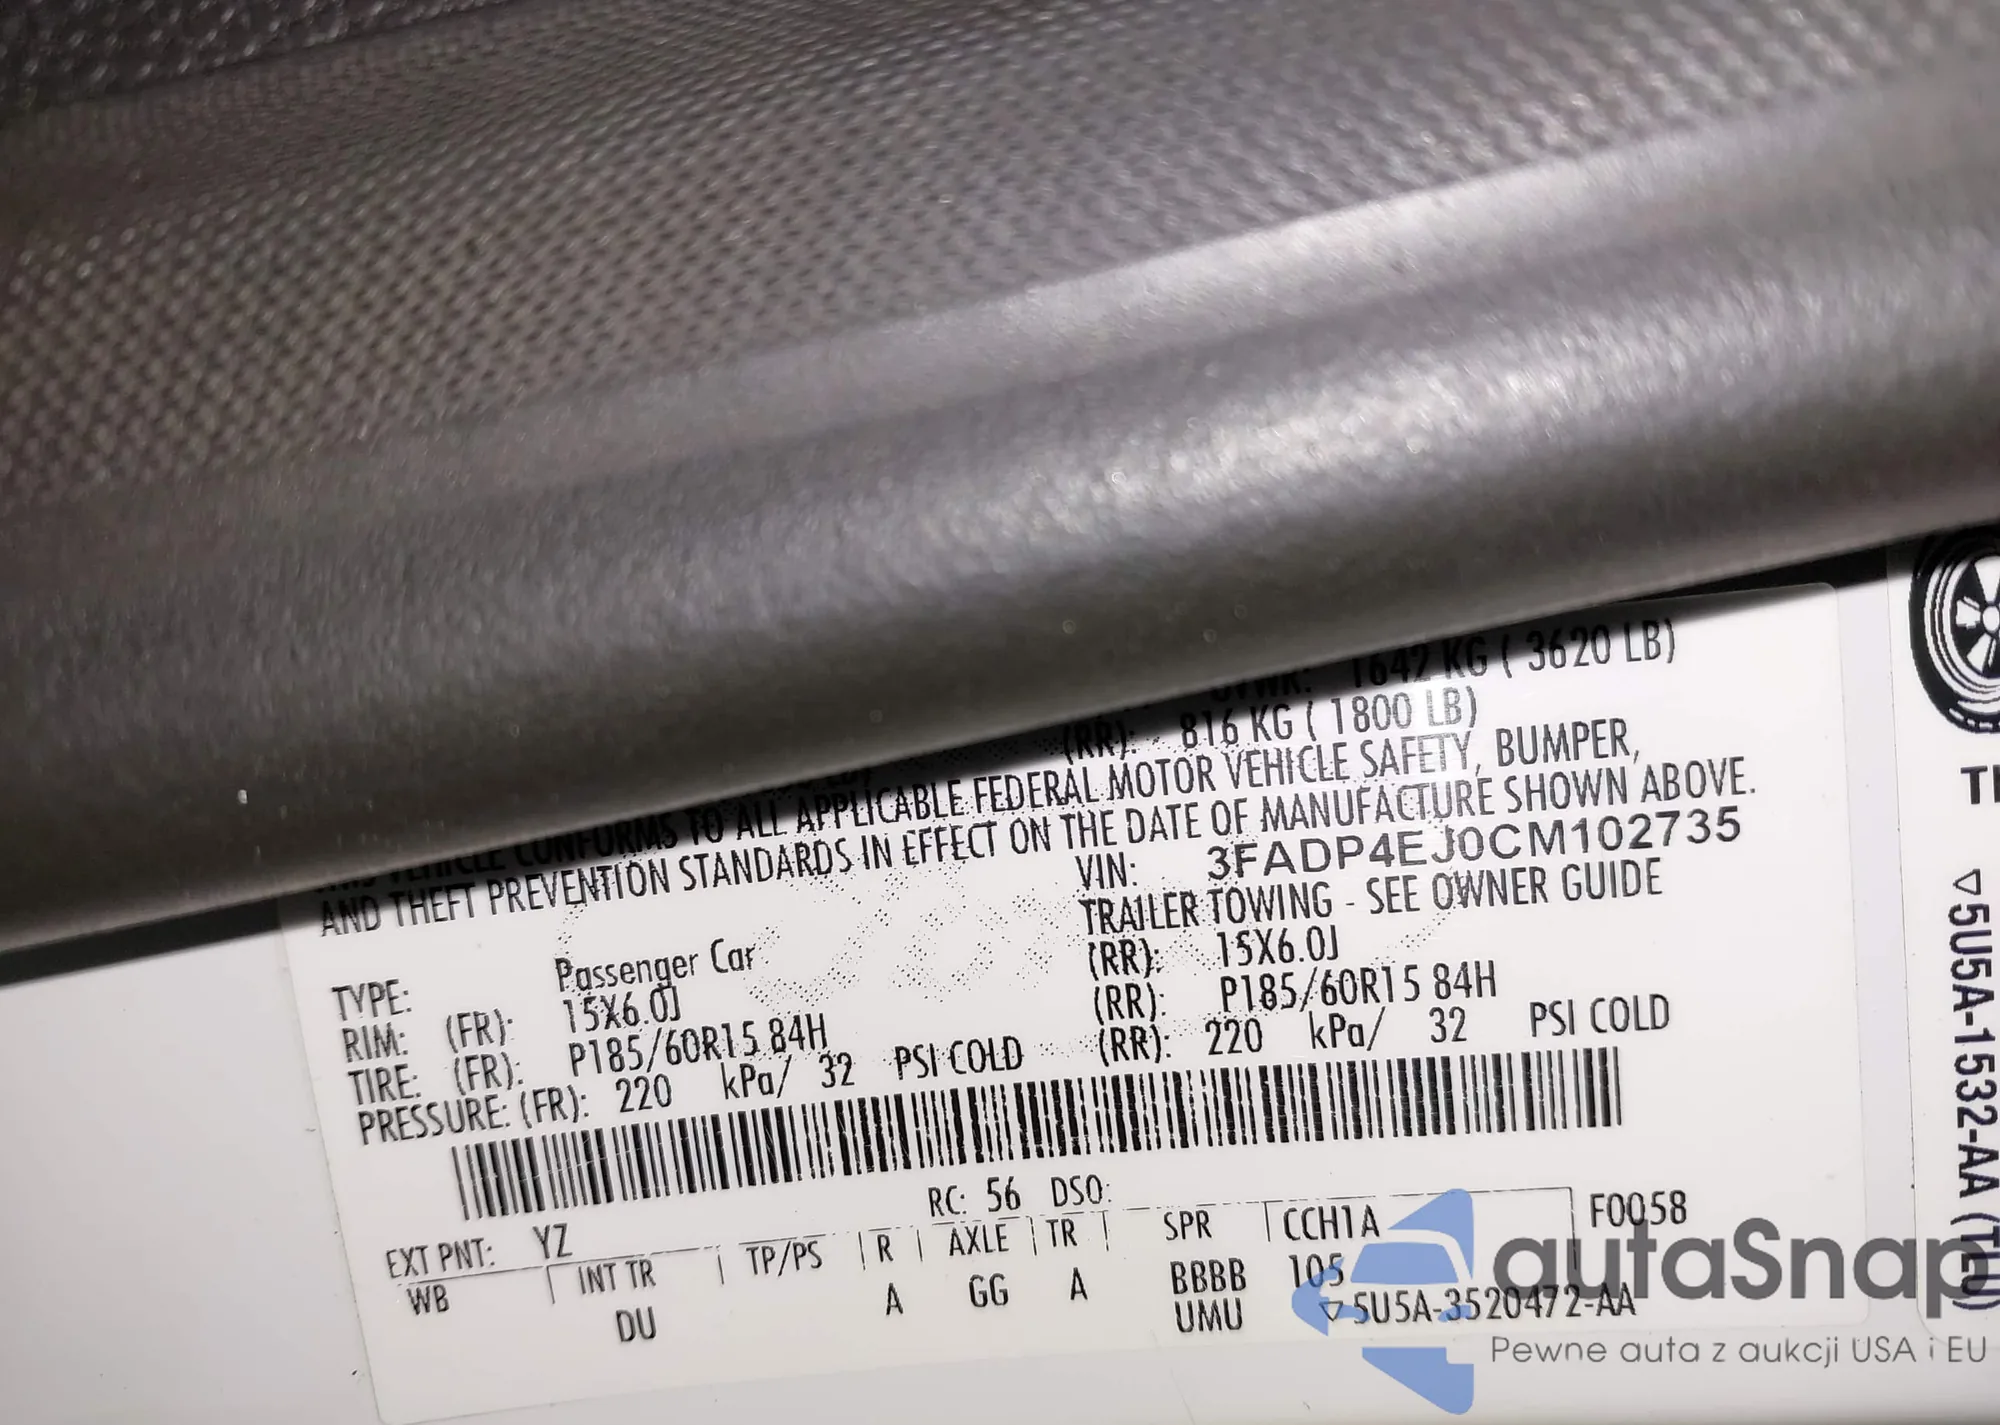 GVWR: 1642 KG ( 3620 LB)
(RR): 816 KG ( 1800 LB)
VEHICLE CONFORMS TO ALL APPLICABLE FEDERAL MOTOR VEHICLE SAFETY, BUMPER,
AND THEFT PREVENTION STANDARDS IN EFFECT ON THE DATE OF MANUFACTURE SHOWN ABOVE.
VIN: 3FADP4EJ0CM102735
TYPE: Passenger Car TRAILER TOWING - SEE OWNER GUIDE
RIM: (FR): 15X6.0J (RR): 15X6.0J
TIRE: (FR): P185/60R15 84H (RR): P185/60R15 84H
PRESSURE: (FR): 220 kPa/ 32 PSI COLD (RR): 220 kPa/ 32 PSI COLD
RC: 56 DSO:
EXT PNT: YZ F0058
WB INT TR TP/PS R AXLE TR SPR CCH1A
DU A GG A BBBB 105
UMU ▽5U5A-3520472-AA
▽5U5A-1532-AA (TEU)
autaSnap
Pewne auta z aukcji USA i EU